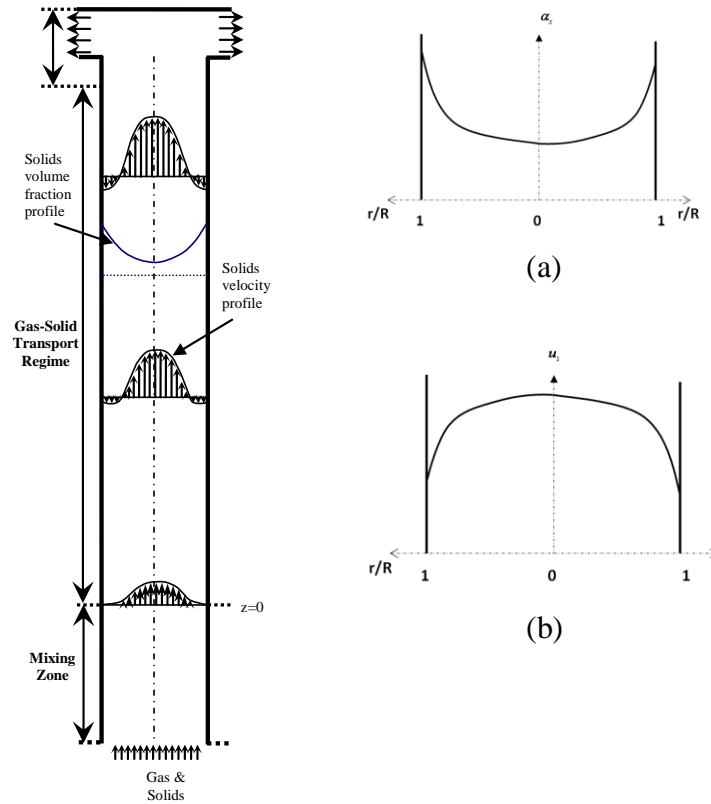 Solids
volume
fraction
profile
Solids
velocity
profile
Gas-Solid
Transport
Regime
z=0
Mixing
Zone
Gas &
Solids
αs
r/R 1 0 1 r/R
(a)
us
r/R 1 0 1
(b)